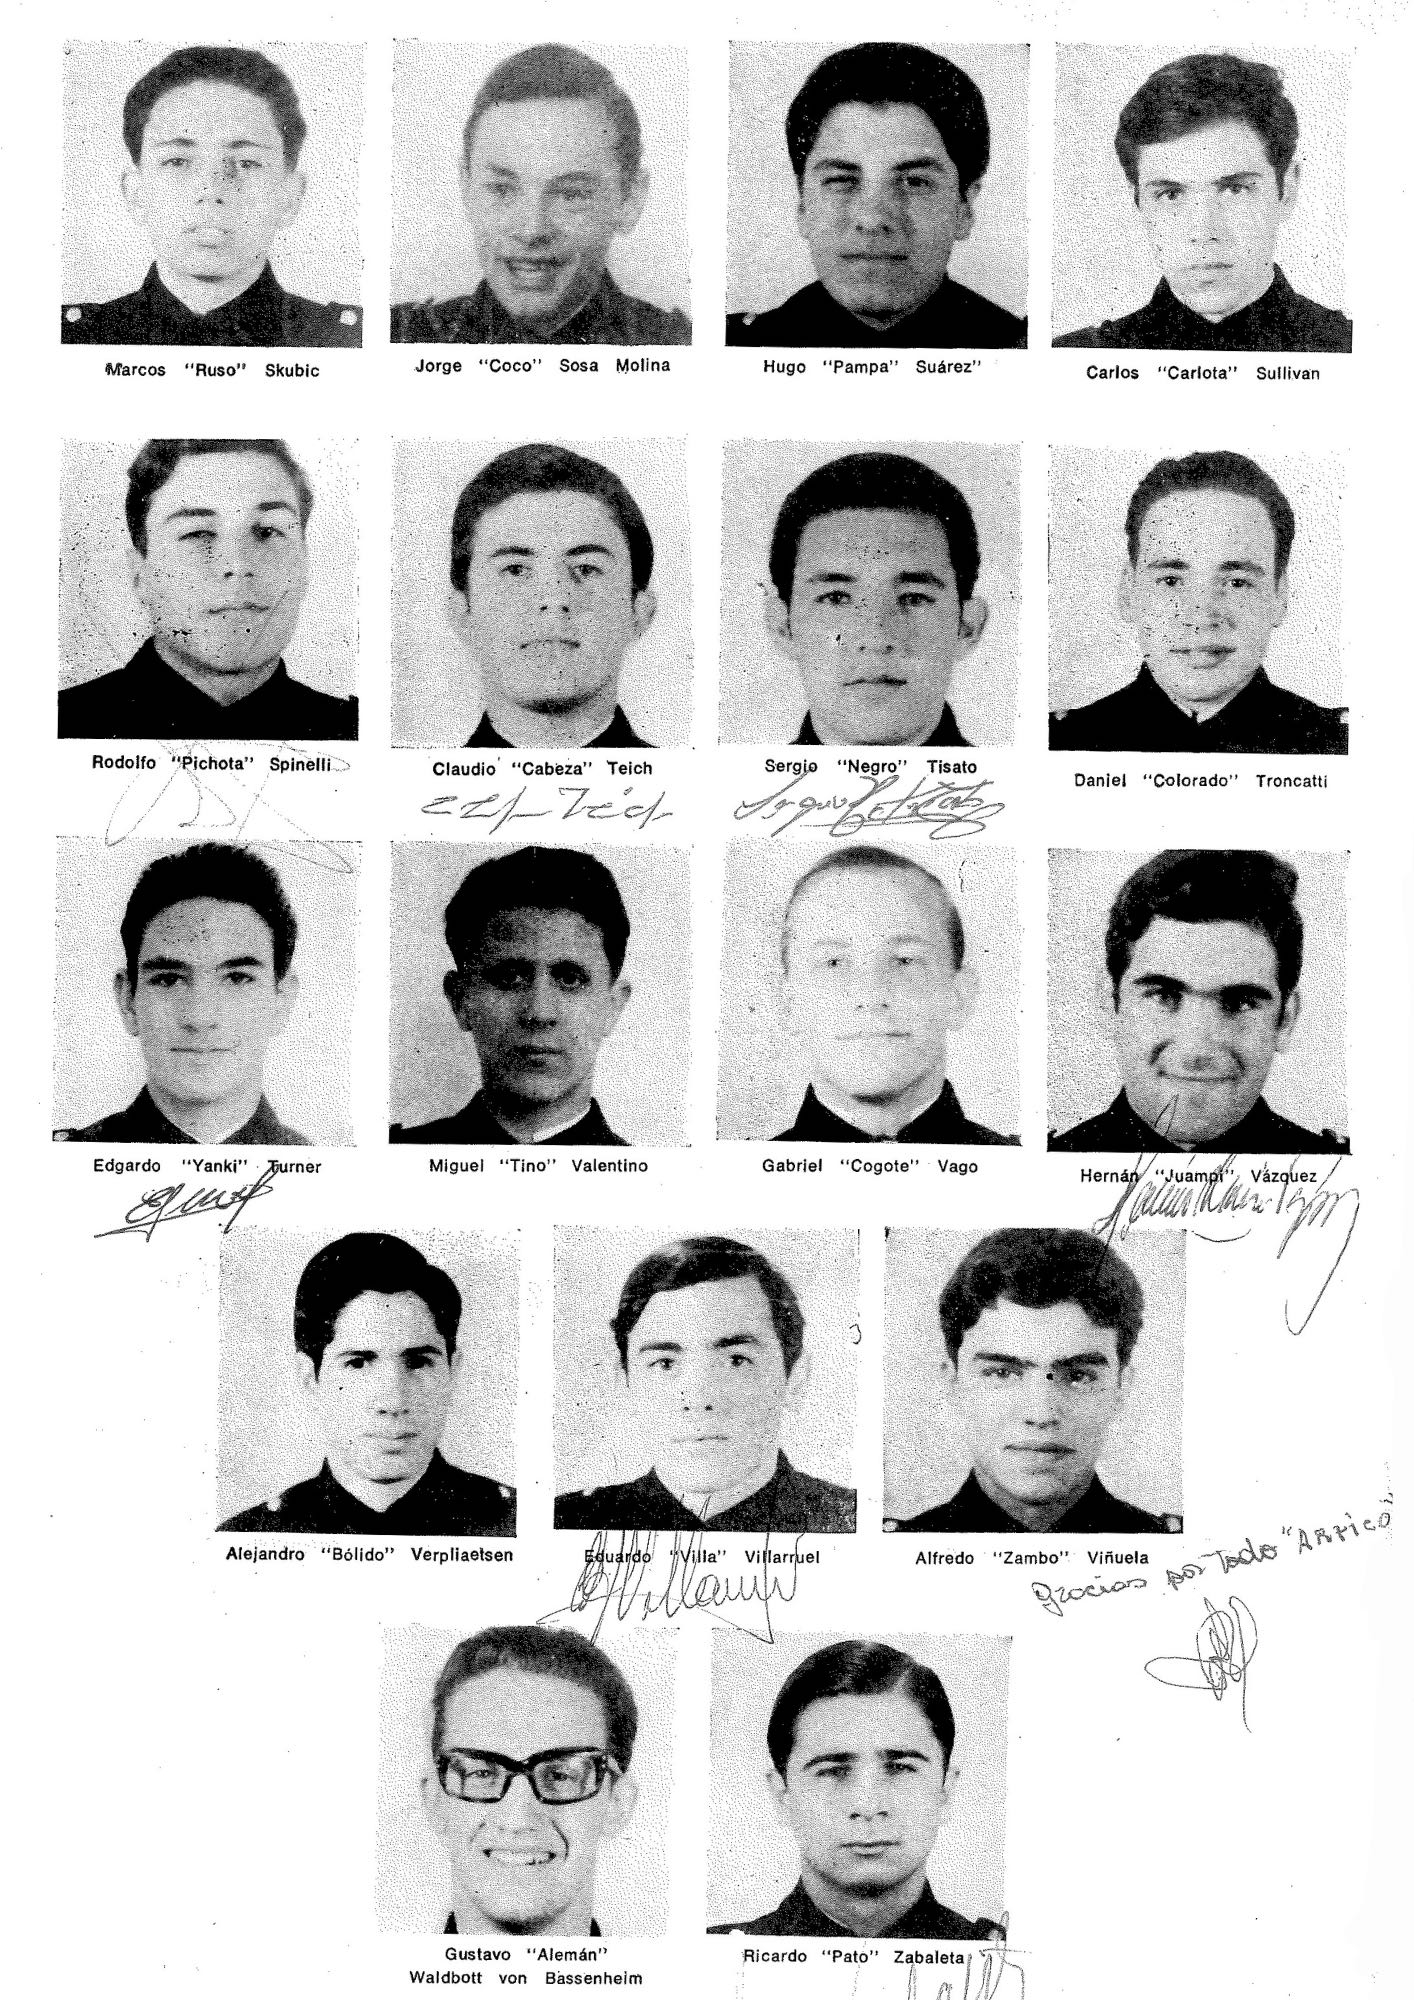 Marcos "Ruso" Skubic
Jorge "Coco" Sosa Molina
Hugo "Pampa" Suárez"
Carlos "Carlota" Sullivan
Rodolfo "Pichota" Spinelli
Claudio "Cabeza" Teich
Sergio "Negro" Tisato
Daniel "Colorado" Troncatti
Edgardo "Yanki" Turner
Miguel "Tino" Valentino
Gabriel "Cogote" Vago
Hernán "Juampi" Vázquez
Alejandro "Bólido" Verpliaetsen
Eduardo "Villa" Villarruel
Alfredo "Zambo" Viñuela
gracias por Todo "ARTICO"
Gustavo "Alemán"
Waldbott von Bassenheim
Ricardo "Pato" Zabaleta